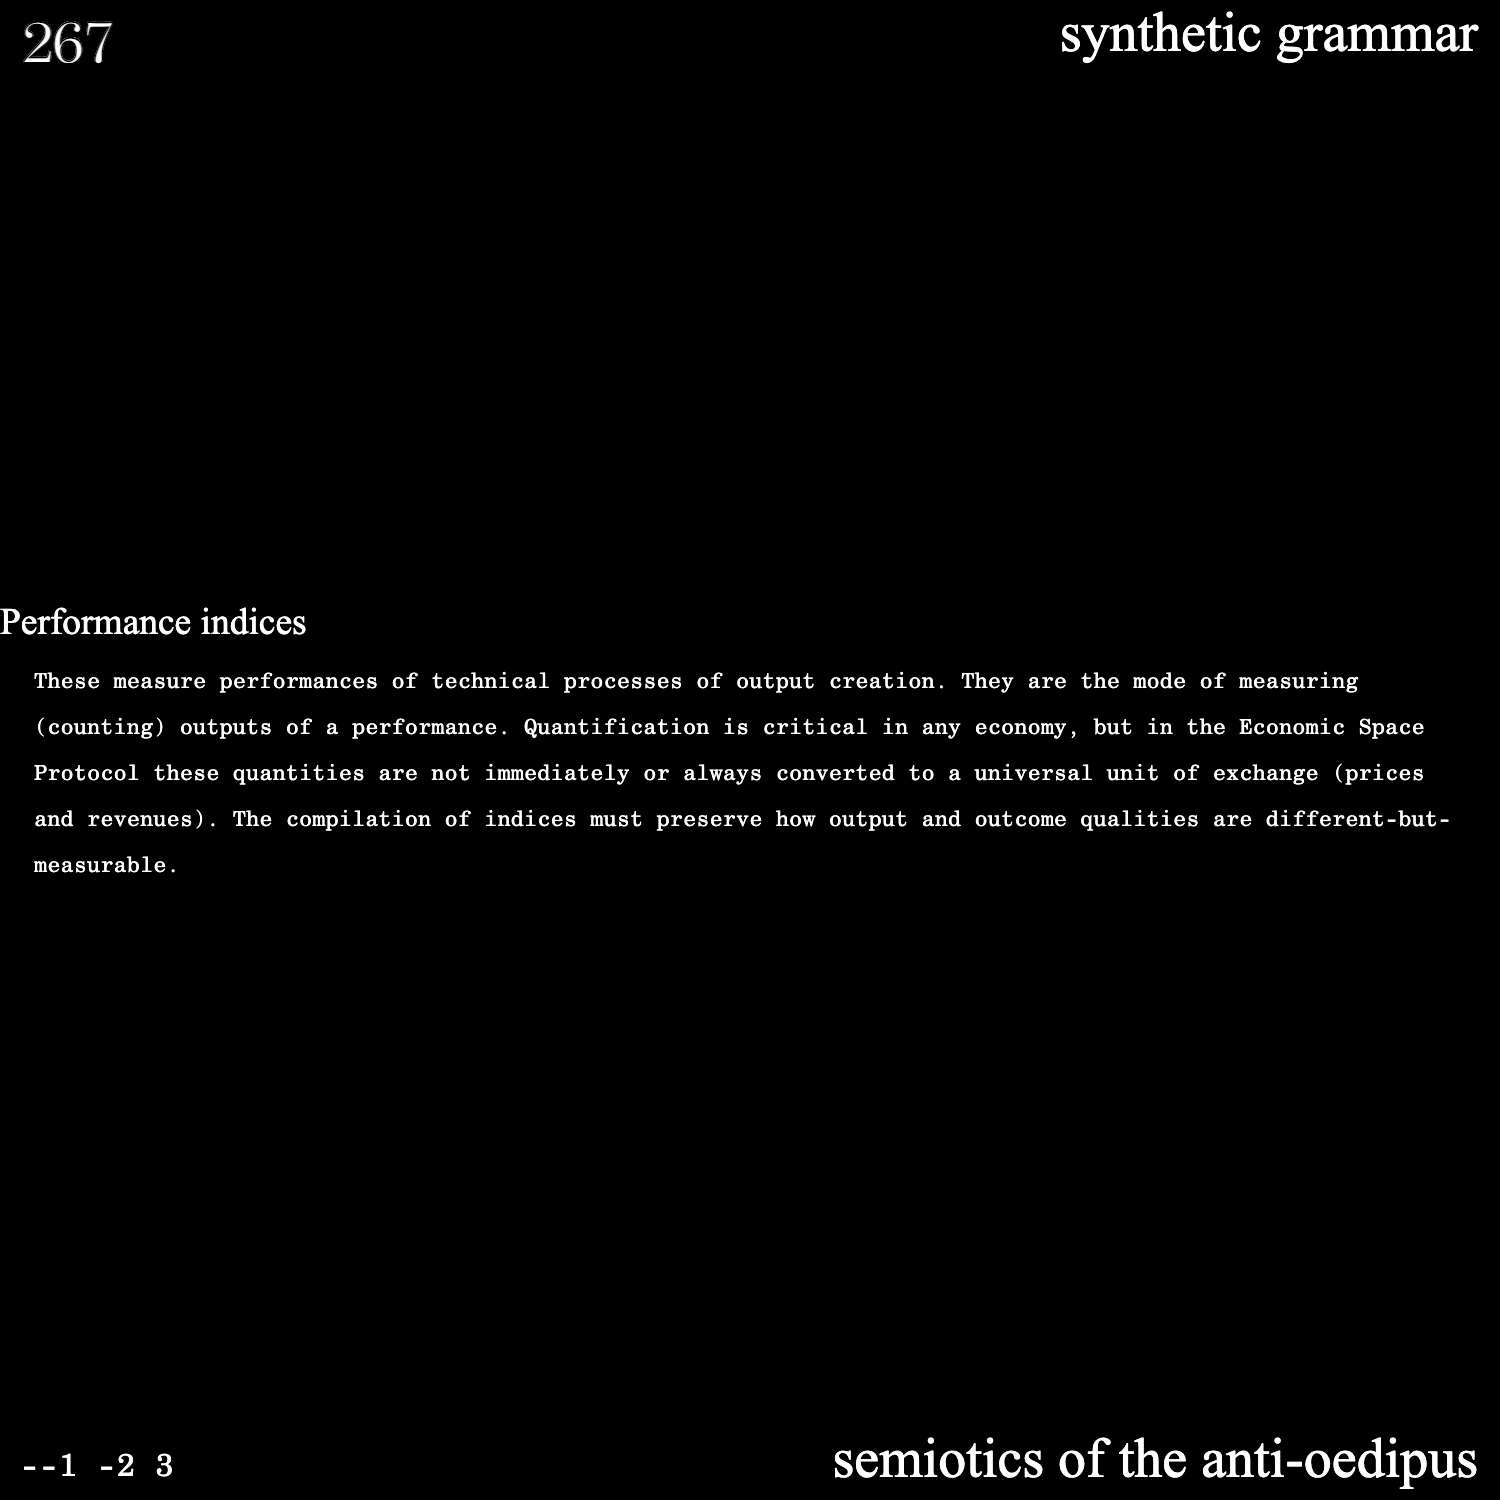 267
synthetic grammar
Performance indices
These measure performances of technical processes of output creation. They are the mode of measuring
(counting) outputs of a performance. Quantification is critical in any economy, but in the Economic Space
Protocol these quantities are not immediately or always converted to a universal unit of exchange (prices
and revenues). The compilation of indices must preserve how output and outcome qualities are different-but-
measurable.
--1 -2 3
semiotics of the anti-oedipus